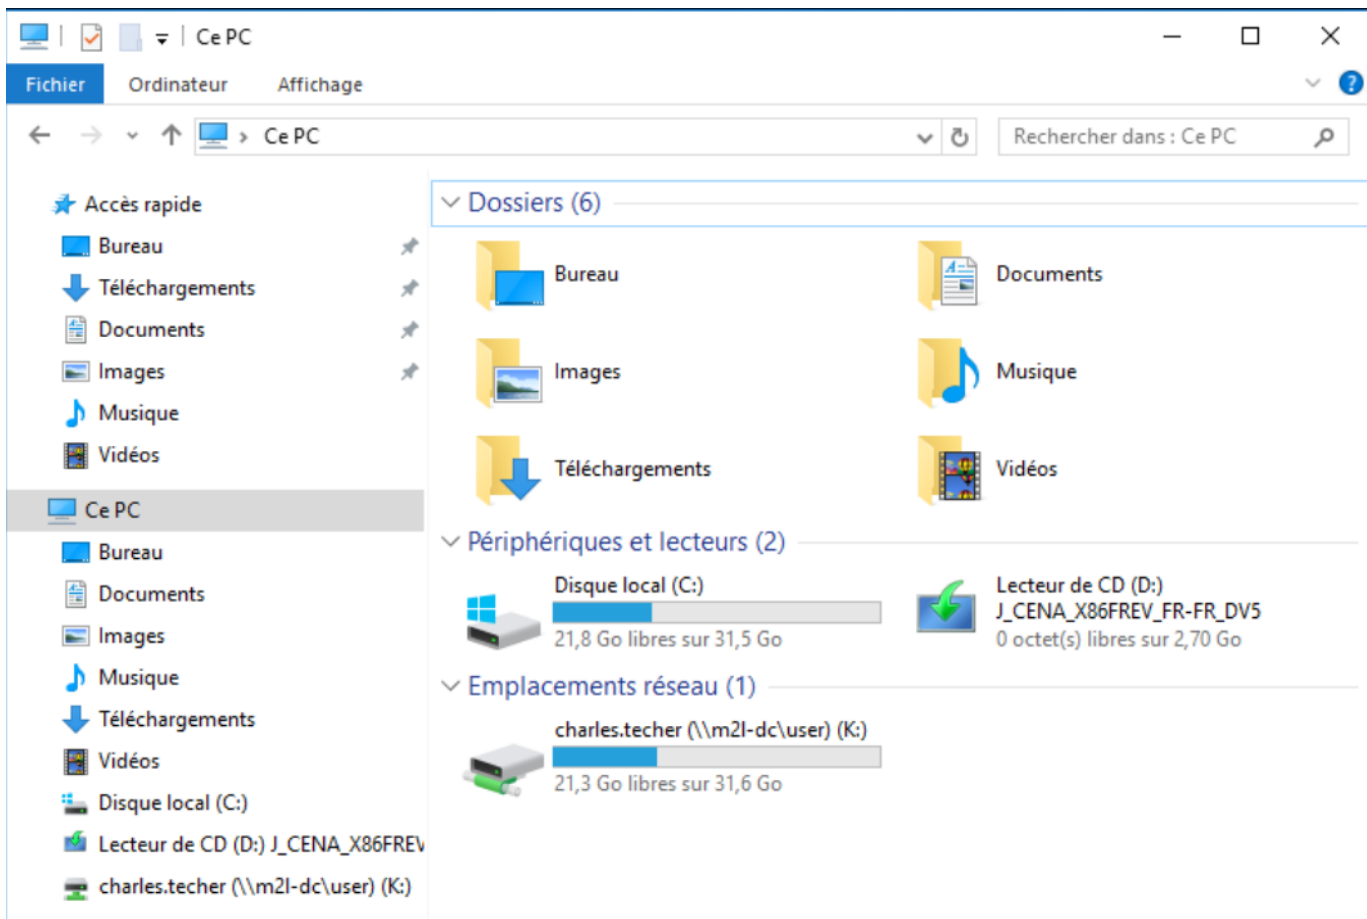 Ce PC
Fichier
Ordinateur
Affichage
Ce PC
Rechercher dans : Ce PC
Accès rapide
Bureau
Téléchargements
Documents
Images
Musique
Vidéos
Ce PC
Bureau
Documents
Images
Musique
Téléchargements
Vidéos
Disque local (C:)
Lecteur de CD (D:) J_CENA_X86FREV
charles.techer (\\m2l-dc\user) (K:)
Dossiers (6)
Bureau
Documents
Images
Musique
Téléchargements
Vidéos
Périphériques et lecteurs (2)
Disque local (C:)
21,8 Go libres sur 31,5 Go
Lecteur de CD (D:)
J_CENA_X86FREV_FR-FR_DV5
0 octet(s) libres sur 2,70 Go
Emplacements réseau (1)
charles.techer (\\m2l-dc\user) (K:)
21,3 Go libres sur 31,6 Go